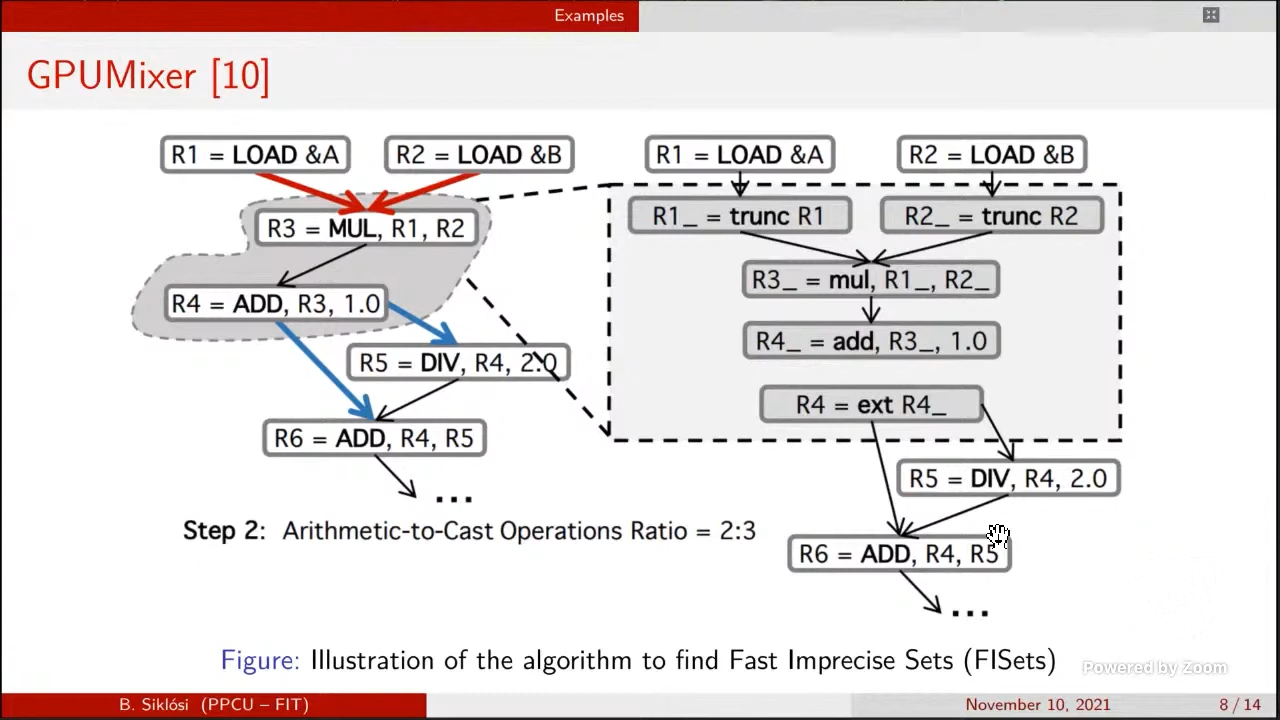 Examples
GPUMixer [10]
R1 = LOAD &A
R2 = LOAD &B
R3 = MUL, R1, R2
R4 = ADD, R3, 1.0
R5 = DIV, R4, 2.0
R6 = ADD, R4, R5
...
Step 2: Arithmetic-to-Cast Operations Ratio = 2:3
R1 = LOAD &A
R2 = LOAD &B
R1_ = trunc R1
R2_ = trunc R2
R3_ = mul, R1_, R2_
R4_ = add, R3_, 1.0
R4 = ext R4_
R5 = DIV, R4, 2.0
R6 = ADD, R4, R5
...
Figure: Illustration of the algorithm to find Fast Imprecise Sets (FISets)
Powered by Zoom
B. Siklósi (PPCU – FIT)
November 10, 2021
8 / 14